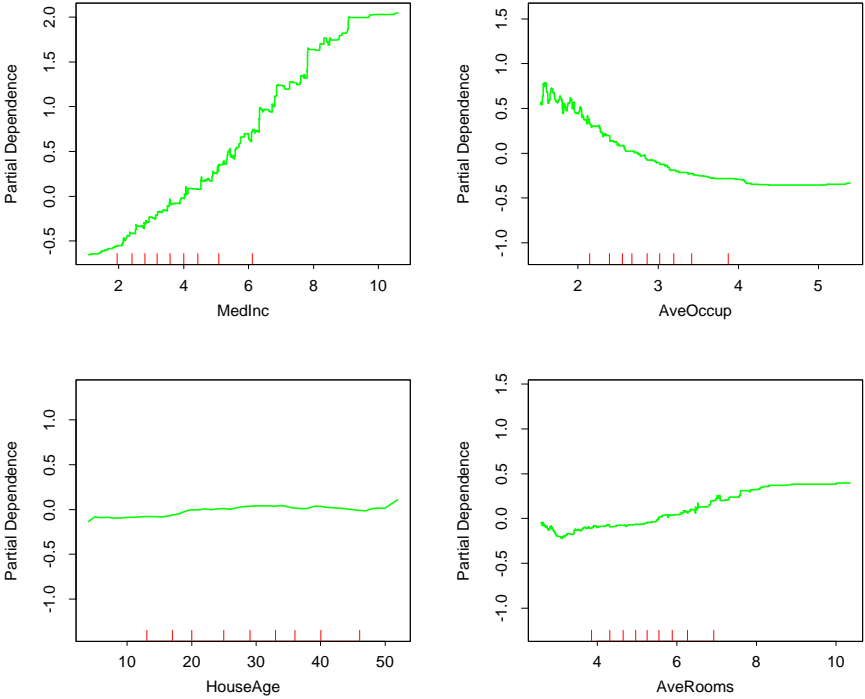 Partial Dependence
-0.5 0.0 0.5 1.0 1.5 2.0
2 4 6 8 10
MedInc
Partial Dependence
-1.0 -0.5 0.0 0.5 1.0 1.5
2 3 4 5
AveOccup
Partial Dependence
-1.0 -0.5 0.0 0.5 1.0
10 20 30 40 50
HouseAge
Partial Dependence
-1.0 -0.5 0.0 0.5 1.0 1.5
4 6 8 10
AveRooms